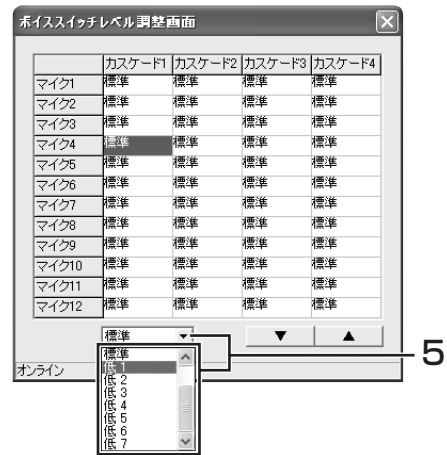 ボイススイッチレベル調整画面
カスケード1 カスケード2 カスケード3 カスケード4
マイク1 標準 標準 標準 標準
マイク2 標準 標準 標準 標準
マイク3 標準 標準 標準 標準
マイク4 標準 標準 標準 標準
マイク5 標準 標準 標準 標準
マイク6 標準 標準 標準 標準
マイク7 標準 標準 標準 標準
マイク8 標準 標準 標準 標準
マイク9 標準 標準 標準 標準
マイク10 標準 標準 標準 標準
マイク11 標準 標準 標準 標準
マイク12 標準 標準 標準 標準
標準 ▼ ▼ ▲
標準
低 1
低 2
低 3
低 4
低 5
低 6
低 7
5
オンライン